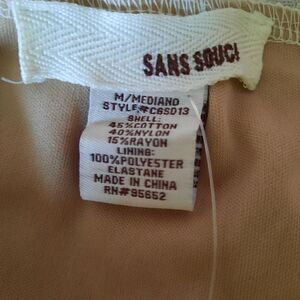 SANS SOUCI
M/MEDIANO
STYLE#C6SD13
SHELL:
45%COTTON
40%NYLON
15%RAYON
LINING:
100%POLYESTER
ELASTANE
MADE IN CHINA
RN#95652